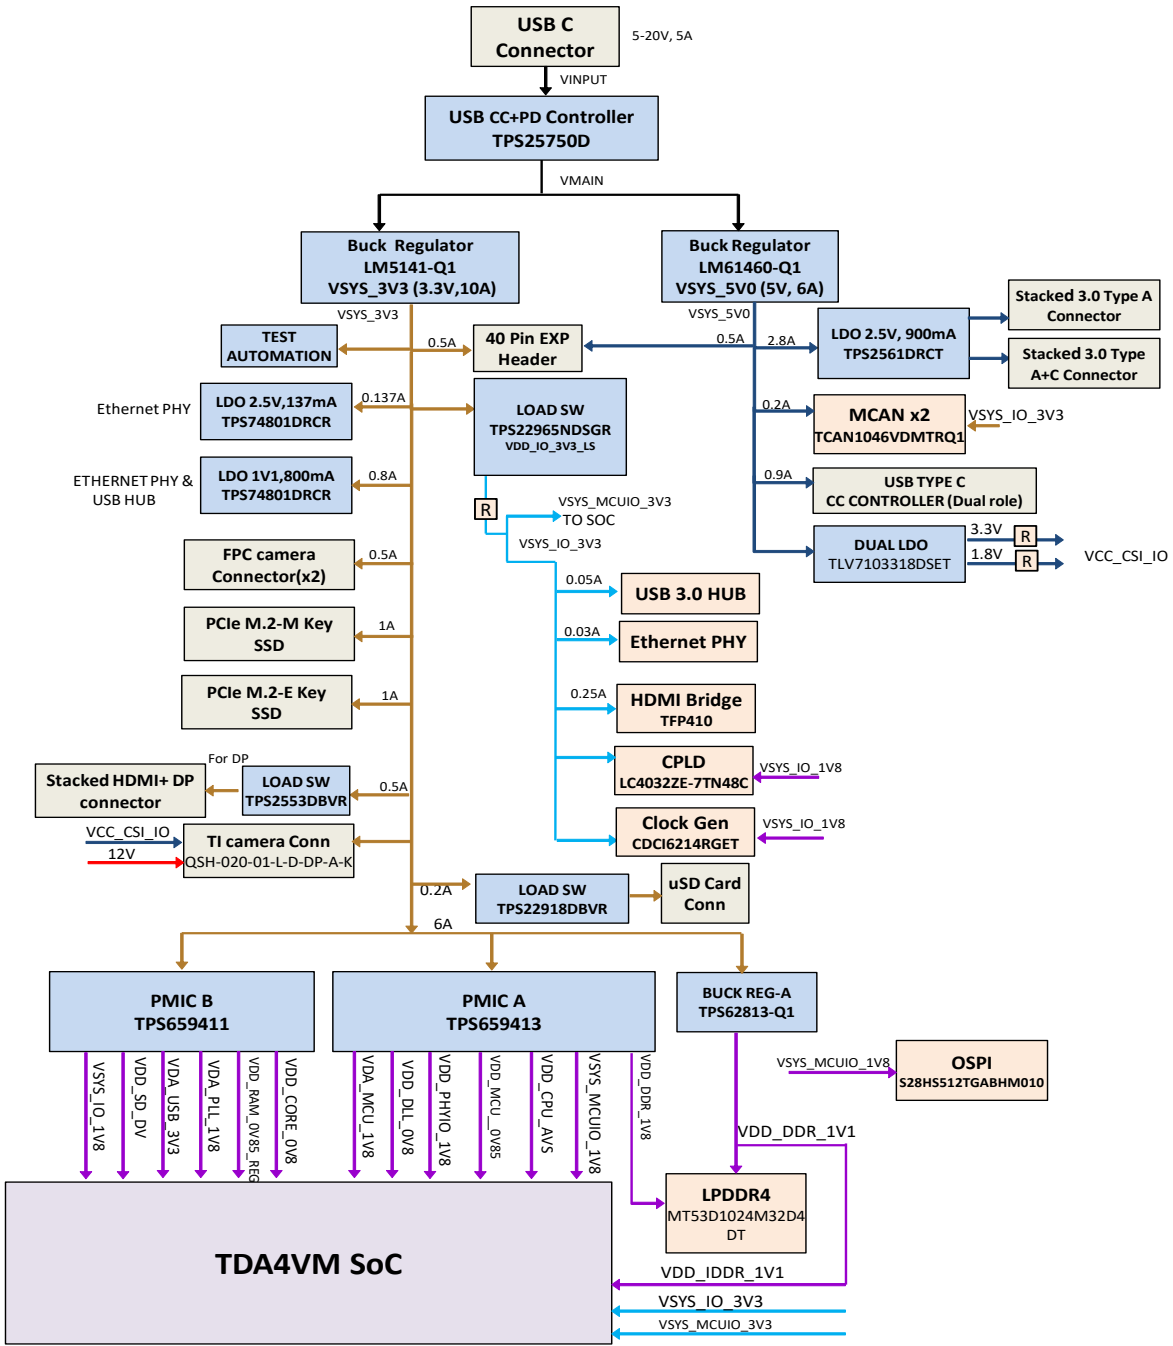 USB C
Connector
5-20V, 5A
VINPUT
USB CC+PD Controller
TPS25750D
VMAIN
Buck Regulator
LM5141-Q1
VSYS_3V3 (3.3V,10A)
Buck Regulator
LM61460-Q1
VSYS_5V0 (5V, 6A)
VSYS_3V3
VSYS_5V0
TEST
AUTOMATION
0.5A
40 Pin EXP
Header
0.5A
2.8A
LDO 2.5V, 900mA
TPS2561DRCT
Stacked 3.0 Type A
Connector
Stacked 3.0 Type
A+C Connector
Ethernet PHY
LDO 2.5V,137mA
TPS74801DRCR
0.137A
LOAD SW
TPS22965NDSGR
VDD_IO_3V3_LS
0.2A
MCAN x2
TCAN1046VDMTRQ1
VSYS_IO_3V3
ETHERNET PHY &
USB HUB
LDO 1V1,800mA
TPS74801DRCR
0.8A
R
VSYS_MCUIO_3V3
TO SOC
VSYS_IO_3V3
0.9A
USB TYPE C
CC CONTROLLER (Dual role)
DUAL LDO
TLV7103318DSET
3.3V
R
1.8V
R
VCC_CSI_IO
FPC camera
Connector(x2)
0.5A
0.05A
USB 3.0 HUB
PCIe M.2-M Key
SSD
1A
0.03A
Ethernet PHY
PCIe M.2-E Key
SSD
1A
0.25A
HDMI Bridge
TFP410
For DP
Stacked HDMI+ DP
connector
LOAD SW
TPS2553DBVR
0.5A
CPLD
LC4032ZE-7TN48C
VSYS_IO_1V8
VCC_CSI_IO
12V
TI camera Conn
QSH-020-01-L-D-DP-A-K
Clock Gen
CDCI6214RGET
VSYS_IO_1V8
0.2A
LOAD SW
TPS22918DBVR
uSD Card
Conn
6A
PMIC B
TPS659411
PMIC A
TPS659413
BUCK REG-A
TPS62813-Q1
VSYS_IO_1V8
VDD_SD_DV
VDA_USB_3V3
VDA_PLL_1V8
VDD_RAM_0V85_REG
VDD_CORE_0V8
VDA_MCU_1V8
VDD_DLL_0V8
VDD_PHYIO_1V8
VDD_MCU__0V85
VDD_CPU_AVS
VSYS_MCUIO_1V8
VDD_DDR_1V8
VSYS_MCUIO_1V8
OSPI
S28HS512TGABHM010
VDD_DDR_1V1
LPDDR4
MT53D1024M32D4
DT
TDA4VM SoC
VDD_IDDR_1V1
VSYS_IO_3V3
VSYS_MCUIO_3V3